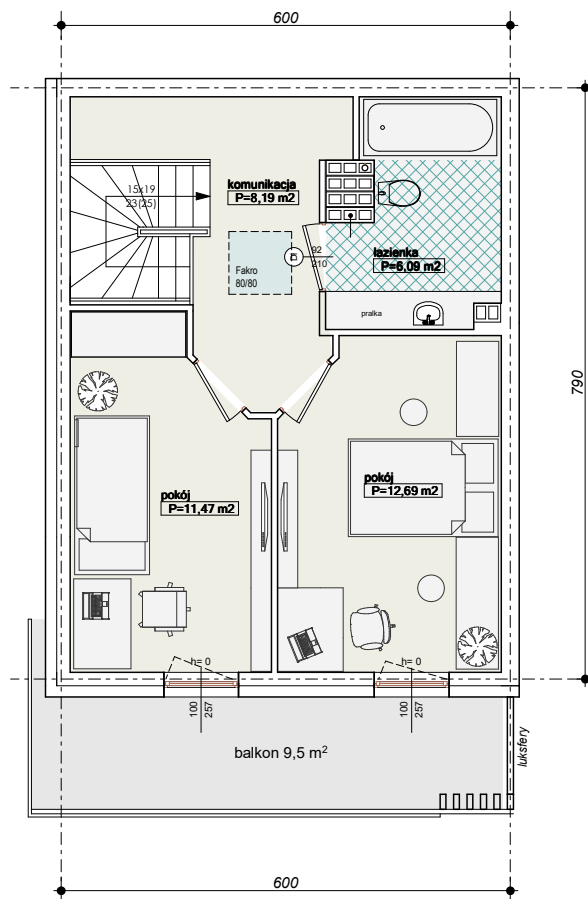 600
15x19
23(25)
komunikacja
P=8,19 m2
92
210
łazienka
P=6,09 m2
Fakro
80/80
pralka
790
pokój
P=11,47 m2
pokój
P=12,69 m2
h= 0
h= 0
100
257
100
257
balkon 9,5 m²
luksfery
600